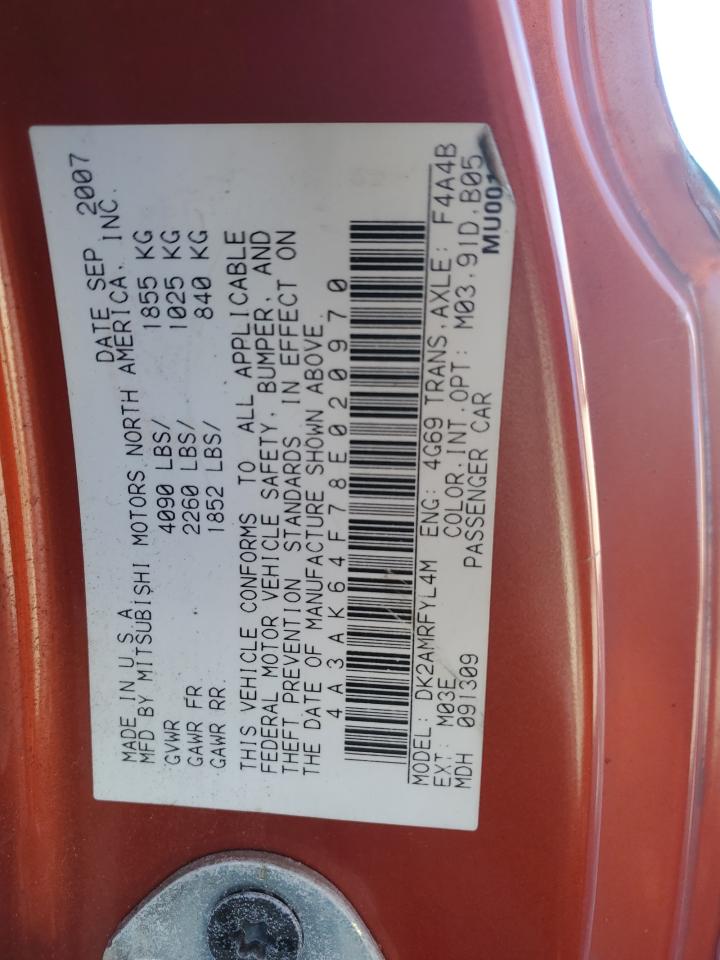 MADE IN U.S.A. DATE SEP 2007
MFD BY MITSUBISHI MOTORS NORTH AMERICA, INC.
GVWR 4090 LBS/ 1855 KG
GAWR FR 2260 LBS/ 1025 KG
GAWR RR. 1852 LBS/ 840 KG
THIS VEHICLE CONFORMS TO ALL APPLICABLE
FEDERAL MOTOR VEHICLE SAFETY, BUMPER, AND
THEFT PREVENTION STANDARDS IN EFFECT ON
THE DATE OF MANUFACTURE SHOWN ABOVE.
4A3AK64F78E020970
MODEL: DK2AMRFYL4M ENG: 4G69 TRANS,AXLE: F4A4B
EXT: M03E COLOR,INT,OPT: M03.91D.B05
MDH 091309 PASSENGER CAR